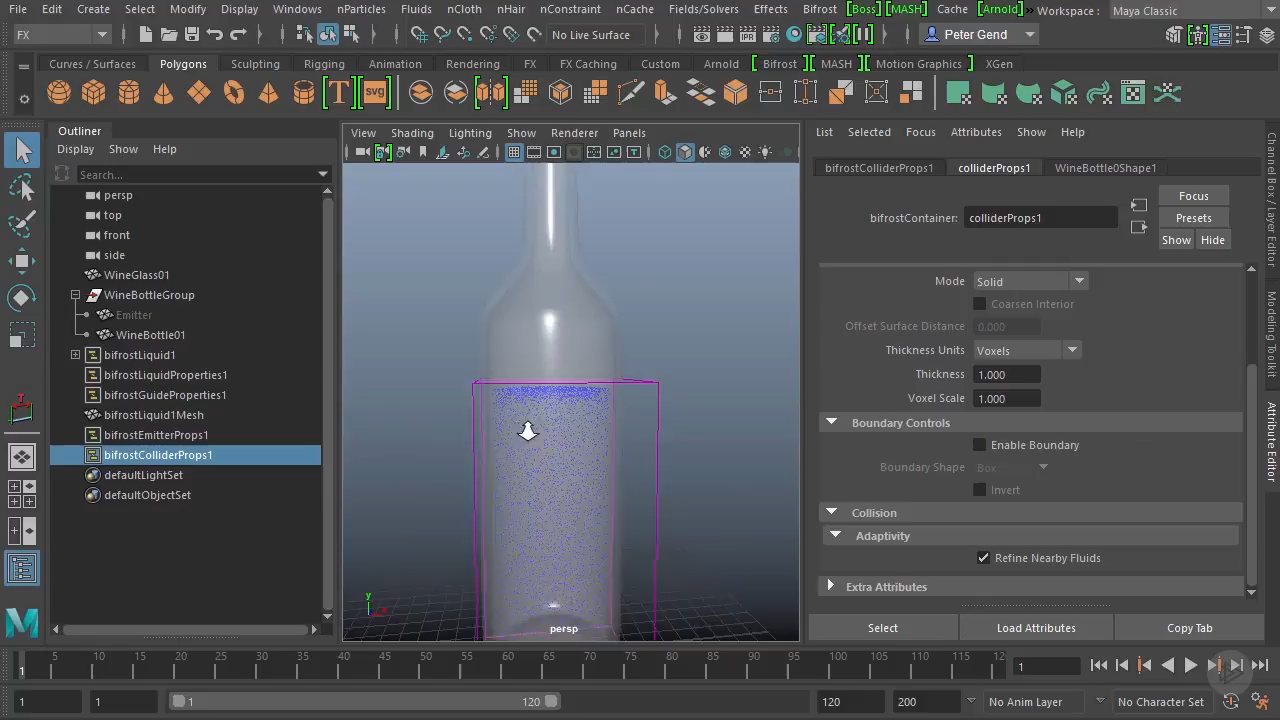 File Edit Create Select Modify Display Windows nParticles Fluids nCloth nHair nConstraint nCache Fields/Solvers Effects Bifrost [Boss] [MASH] Cache [Arnold] Workspace : Maya Classic
FX No Live Surface IPR Peter Gend
Curves / Surfaces Polygons Sculpting Rigging Animation Rendering FX FX Caching Custom Arnold [ Bifrost ] [ MASH ] [ Motion Graphics ] XGen
T svg
Outliner
Display Show Help
Search...
persp
top
front
side
WineGlass01
WineBottleGroup
Emitter
WineBottle01
bifrostLiquid1
bifrostLiquidProperties1
bifrostGuideProperties1
bifrostLiquid1Mesh
bifrostEmitterProps1
bifrostColliderProps1
defaultLightSet
defaultObjectSet
View Shading Lighting Show Renderer Panels
y
persp
List Selected Focus Attributes Show Help
bifrostColliderProps1 colliderProps1 WineBottle0Shape1
bifrostContainer: colliderProps1
Focus
Presets
Show Hide
Mode Solid
Coarsen Interior
Offset Surface Distance 0.000
Thickness Units Voxels
Thickness 1.000
Voxel Scale 1.000
Boundary Controls
Enable Boundary
Boundary Shape Box
Invert
Collision
Adaptivity
Refine Nearby Fluids
Extra Attributes
Select Load Attributes Copy Tab
Channel Box / Layer Editor
Modeling Toolkit
Attribute Editor
1 5 10 15 20 25 30 35 40 45 50 55 60 65 70 75 80 85 90 95 100 105 110 115 12 1
1 1 1 120 120 200 No Anim Layer No Character Set